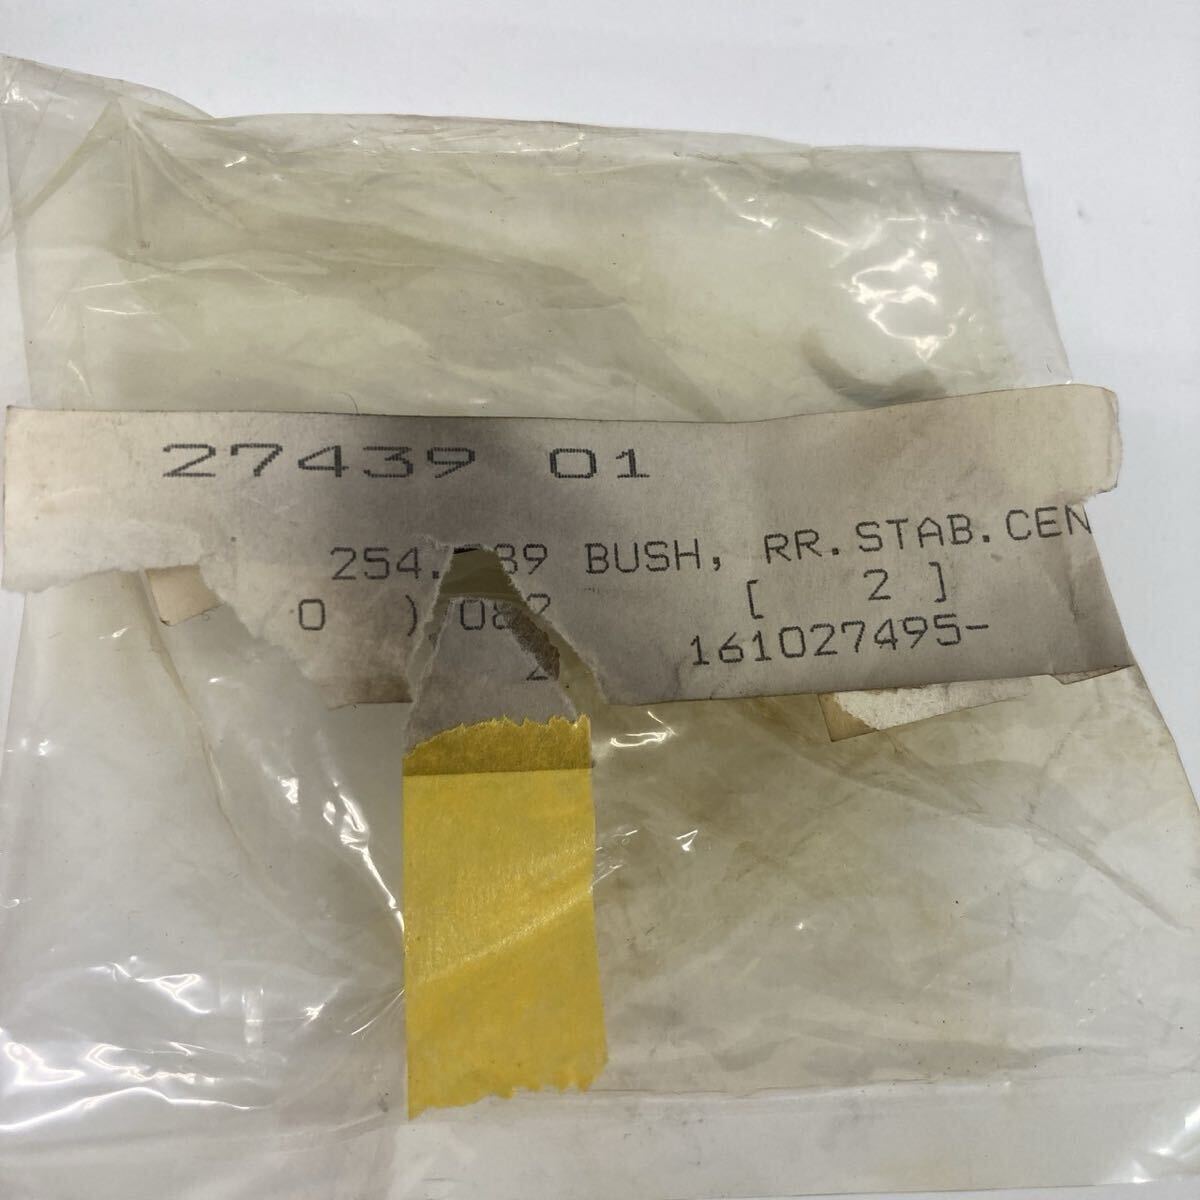 27439 01
BUSH, RR.STAB.CEN
0 ) [ 2 ]
161027495-